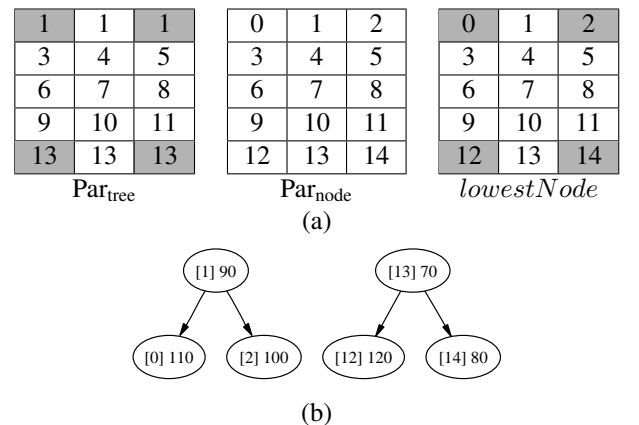 1 1 1 0 1 2 0 1 2
3 4 5 3 4 5 3 4 5
6 7 8 6 7 8 6 7 8
9 10 11 9 10 11 9 10 11
13 13 13 12 13 14 12 13 14
Par_tree Par_node lowestNode
(a)
[1] 90 [13] 70
[0] 110 [2] 100 [12] 120 [14] 80
(b)